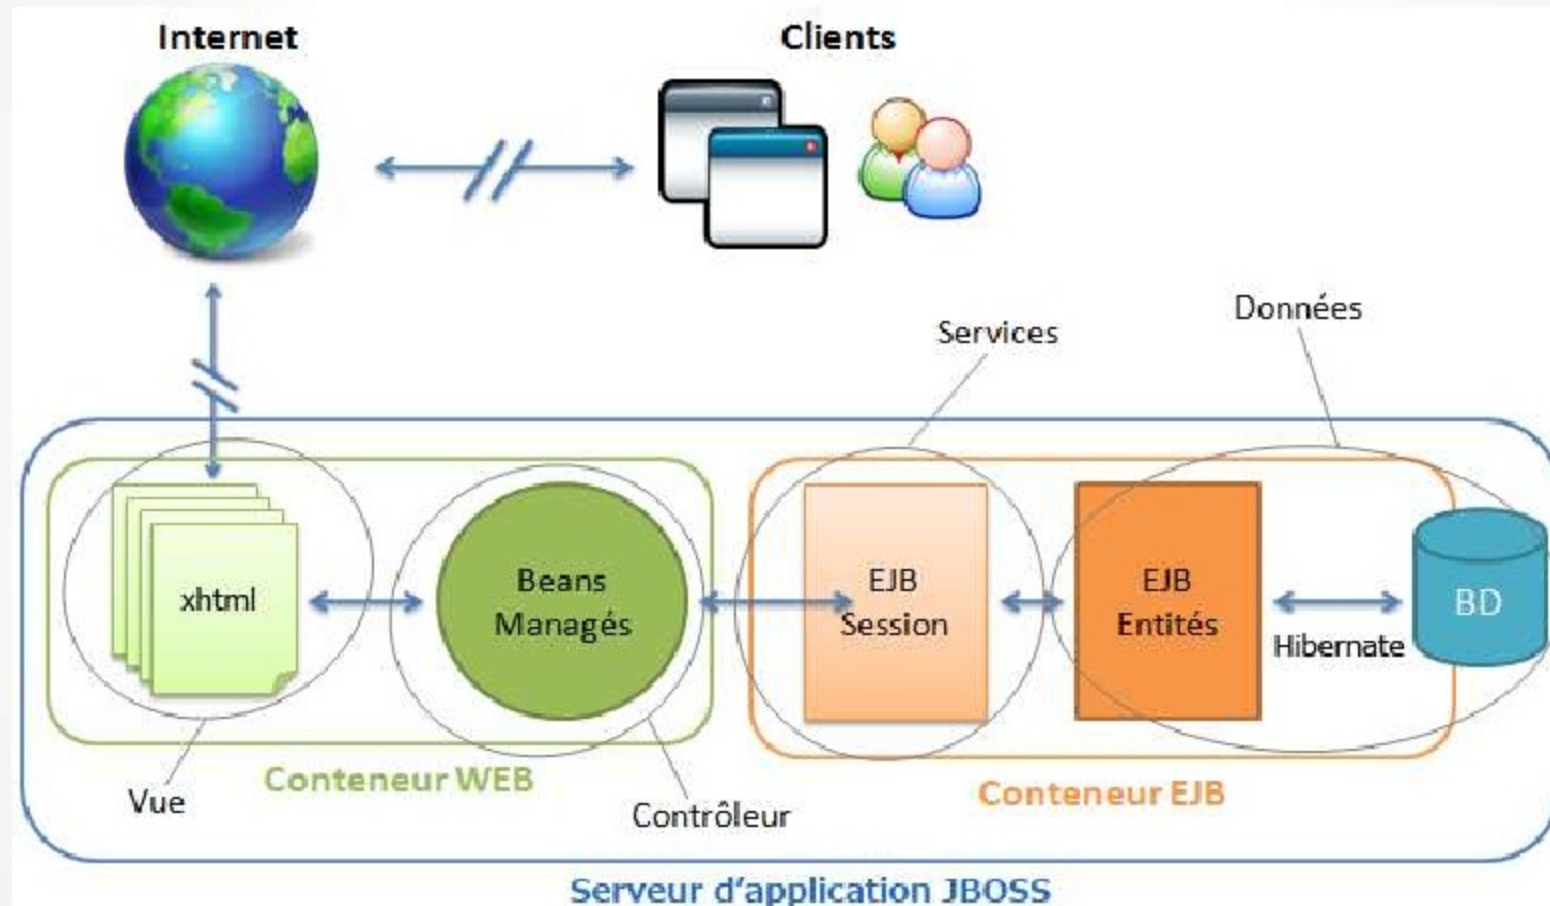 Internet
Clients
Données
Services
xhtml
Beans
Managés
EJB
Session
EJB
Entités
Hibernate
BD
Vue
Conteneur WEB
Contrôleur
Conteneur EJB
Serveur d'application JBOSS